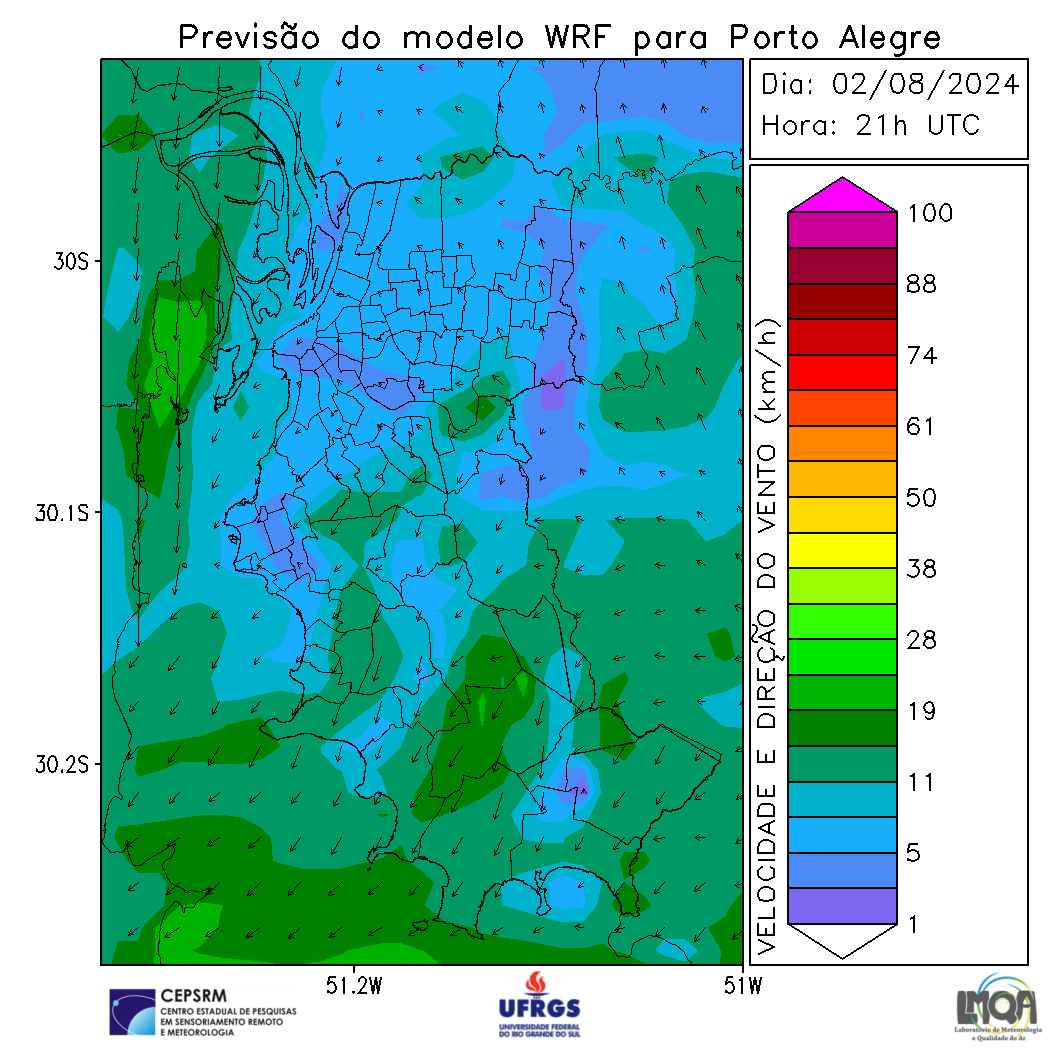 Previsão do modelo WRF para Porto Alegre
Dia: 02/08/2024
Hora: 21h UTC
30S
30.1S
30.2S
51.2W
51W
VELOCIDADE E DIREÇÃO DO VENTO (km/h)
100
88
74
61
50
38
28
19
11
5
1
CEPSRM
CENTRO ESTADUAL DE PESQUISAS
EM SENSORIAMENTO REMOTO
E METEOROLOGIA
UFRGS
UNIVERSIDADE FEDERAL
DO RIO GRANDE DO SUL
LMQA
Laboratório de Meteorologia
e Qualidade do Ar